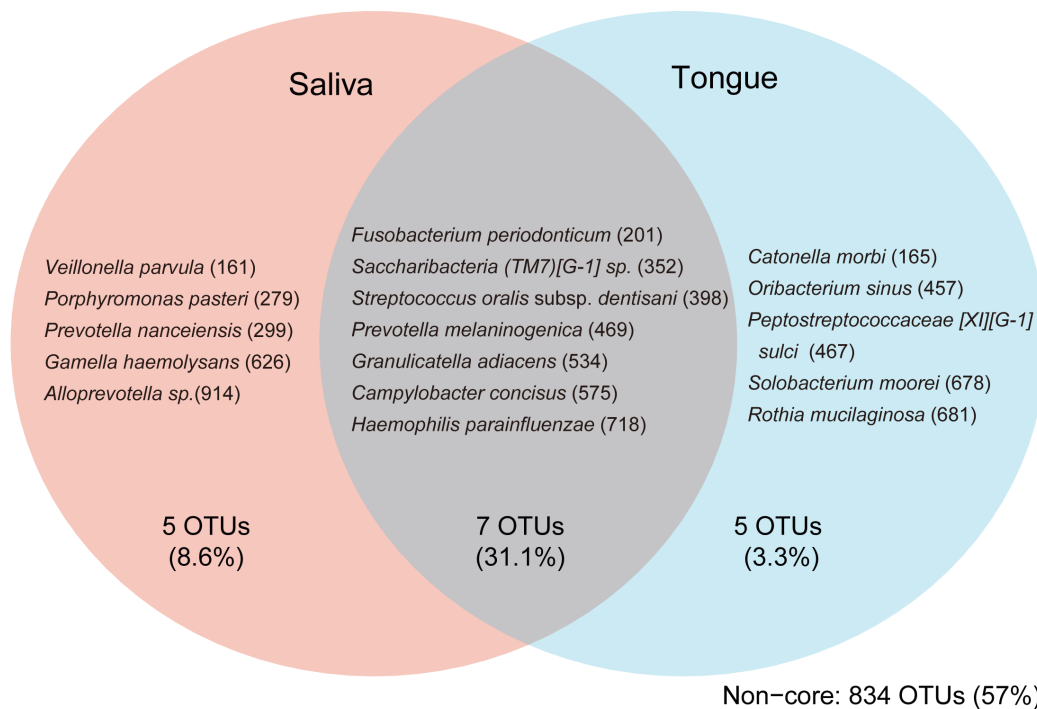 Saliva
Tongue
Veillonella parvula (161)
Porphyromonas pasteri (279)
Prevotella nanceiensis (299)
Gamella haemolysans (626)
Alloprevotella sp.(914)
Fusobacterium periodonticum (201)
Saccharibacteria (TM7)[G-1] sp. (352)
Streptococcus oralis subsp. dentisani (398)
Prevotella melaninogenica (469)
Granulicatella adiacens (534)
Campylobacter concisus (575)
Haemophilis parainfluenzae (718)
Catonella morbi (165)
Oribacterium sinus (457)
Peptostreptococcaceae [XI][G-1]
sulci (467)
Solobacterium moorei (678)
Rothia mucilaginosa (681)
5 OTUs
(8.6%)
7 OTUs
(31.1%)
5 OTUs
(3.3%)
Non−core: 834 OTUs (57%)